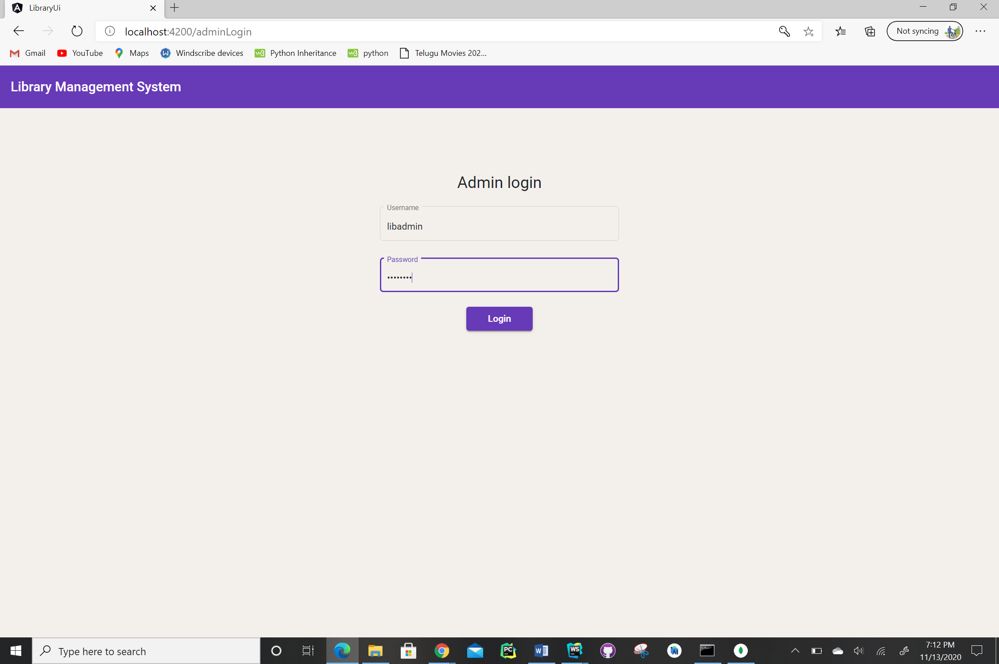 LibraryUi
localhost:4200/adminLogin
Not syncing
Gmail YouTube Maps Windscribe devices Python Inheritance python Telugu Movies 202...
Library Management System
Admin login
Username
libadmin
Password
••••••••
Login
Type here to search
7:12 PM
11/13/2020